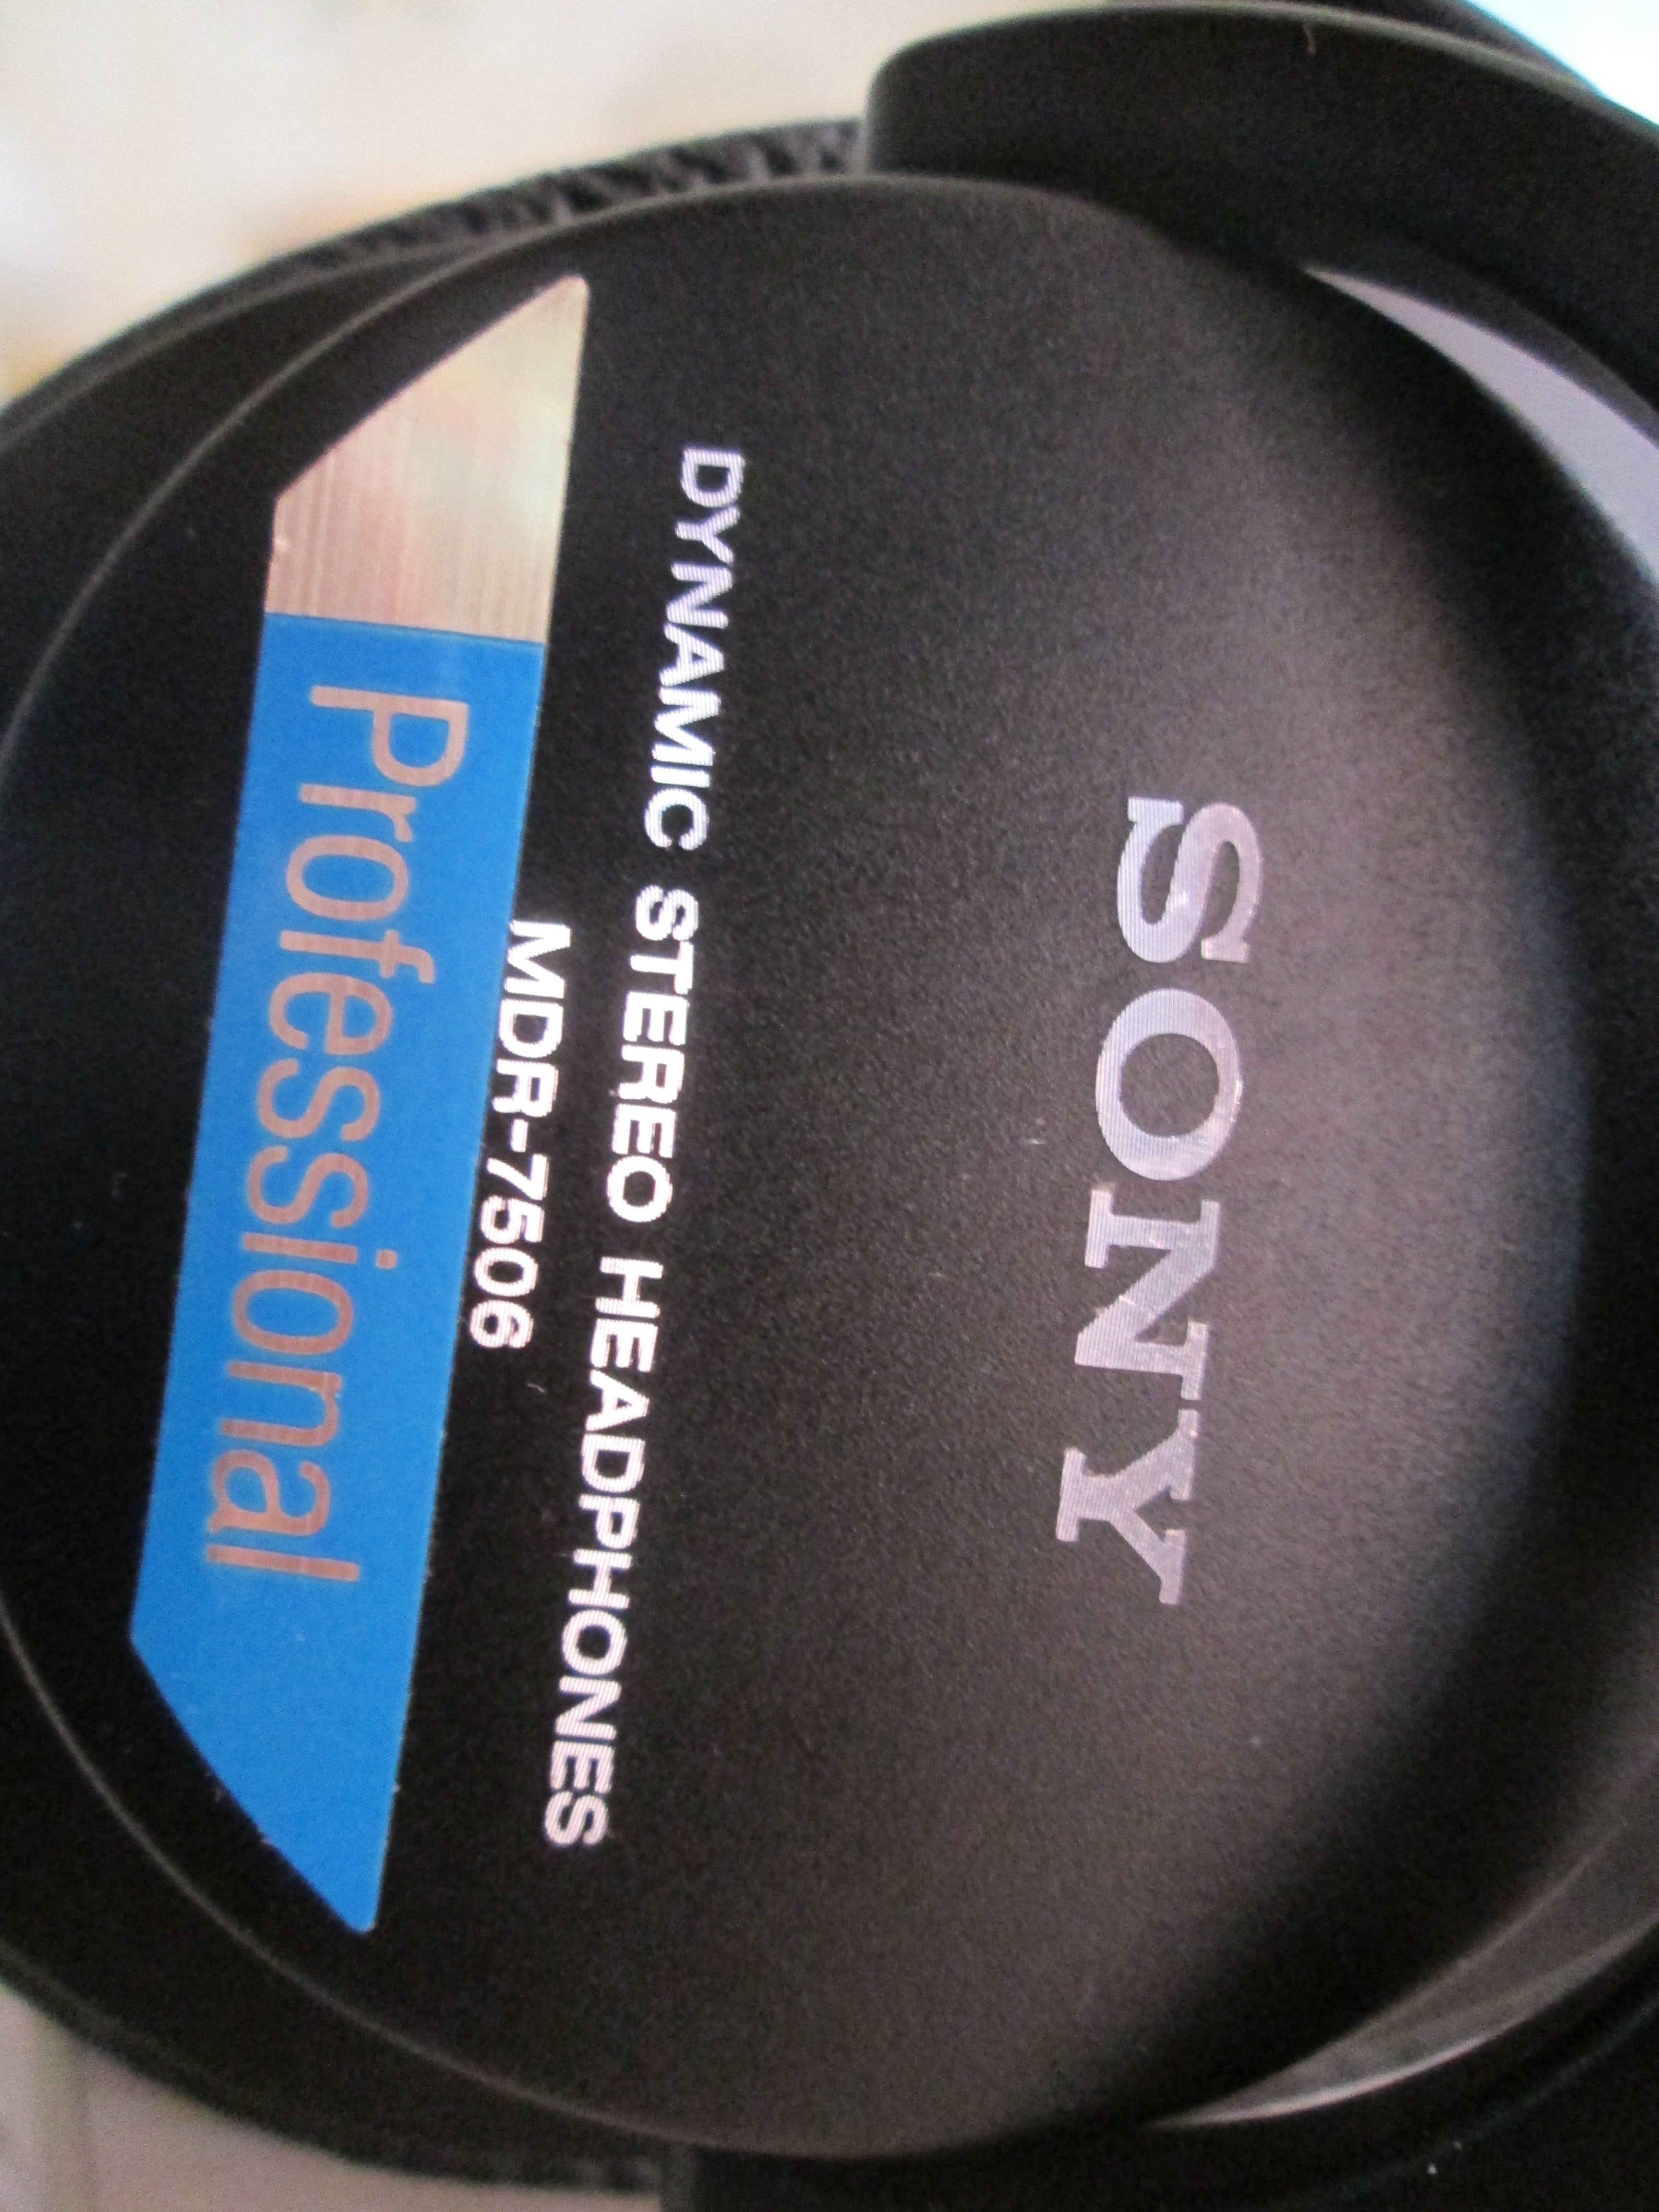 SONY
DYNAMIC STEREO HEADPHONES
MDR-7506
Professional